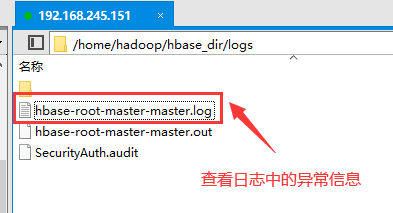 192.168.245.151
/home/hadoop/hbase_dir/logs
名称
hbase-root-master-master.log
hbase-root-master-master.out
SecurityAuth.audit
查看日志中的异常信息